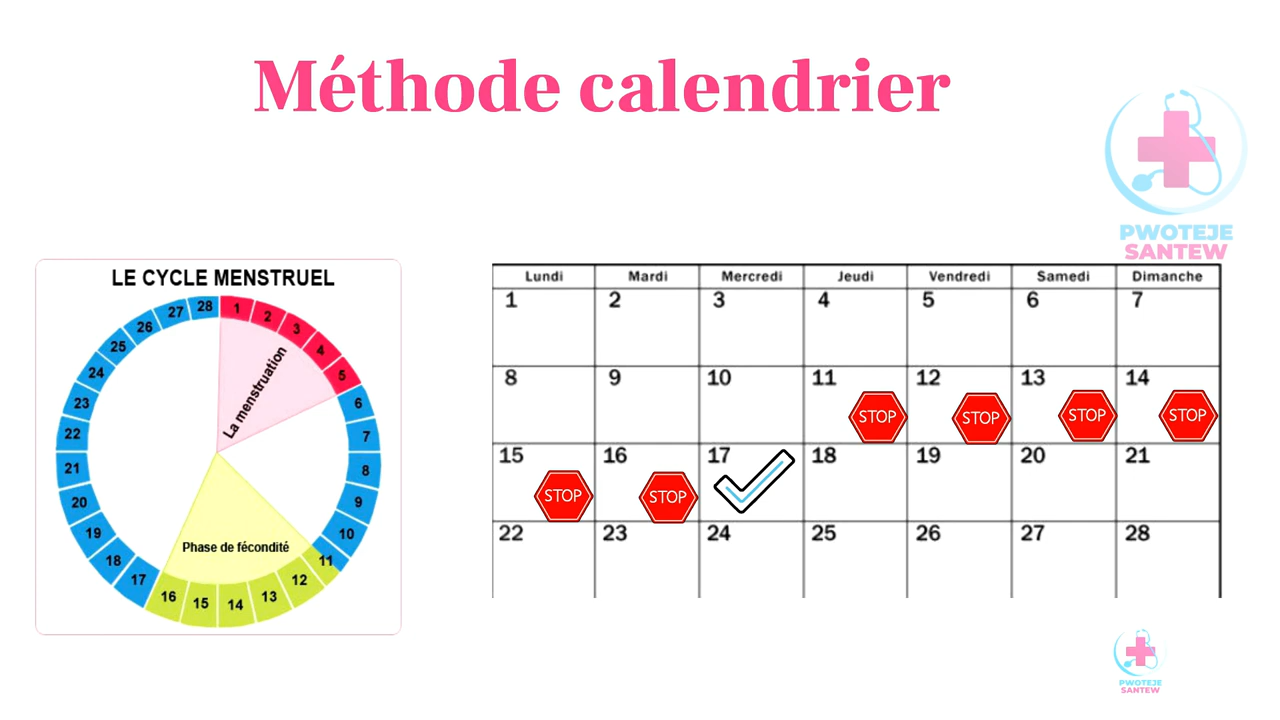 Méthode calendrier
PWOTEJE
SANTEW
LE CYCLE MENSTRUEL
1
2
3
4
5
6
7
8
9
10
11
12
13
14
15
16
17
18
19
20
21
22
23
24
25
26
27
28
La menstruation
Phase de fécondité
Lundi Mardi Mercredi Jeudi Vendredi Samedi Dimanche
1 2 3 4 5 6 7
8 9 10 11 12 13 14
STOP STOP STOP STOP
15 16 17 18 19 20 21
STOP STOP
22 23 24 25 26 27 28
PWOTEJE
SANTEW